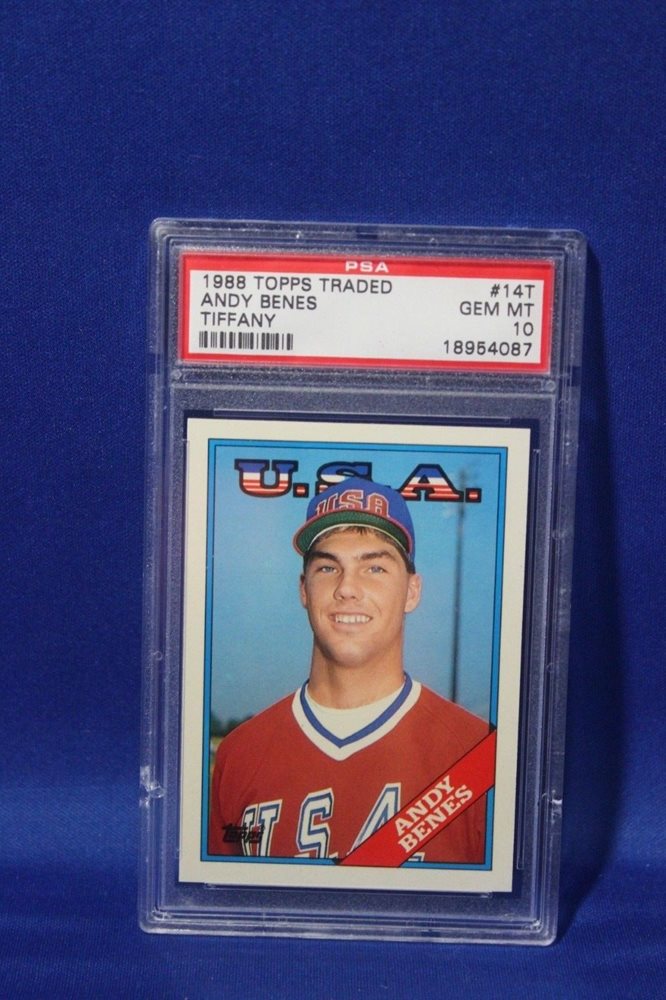 PSA
1988 TOPPS TRADED #14T
ANDY BENES GEM MT
TIFFANY 10
18954087
U.S.A.
USA
U.S.A.
Topps
ANDY
BENES